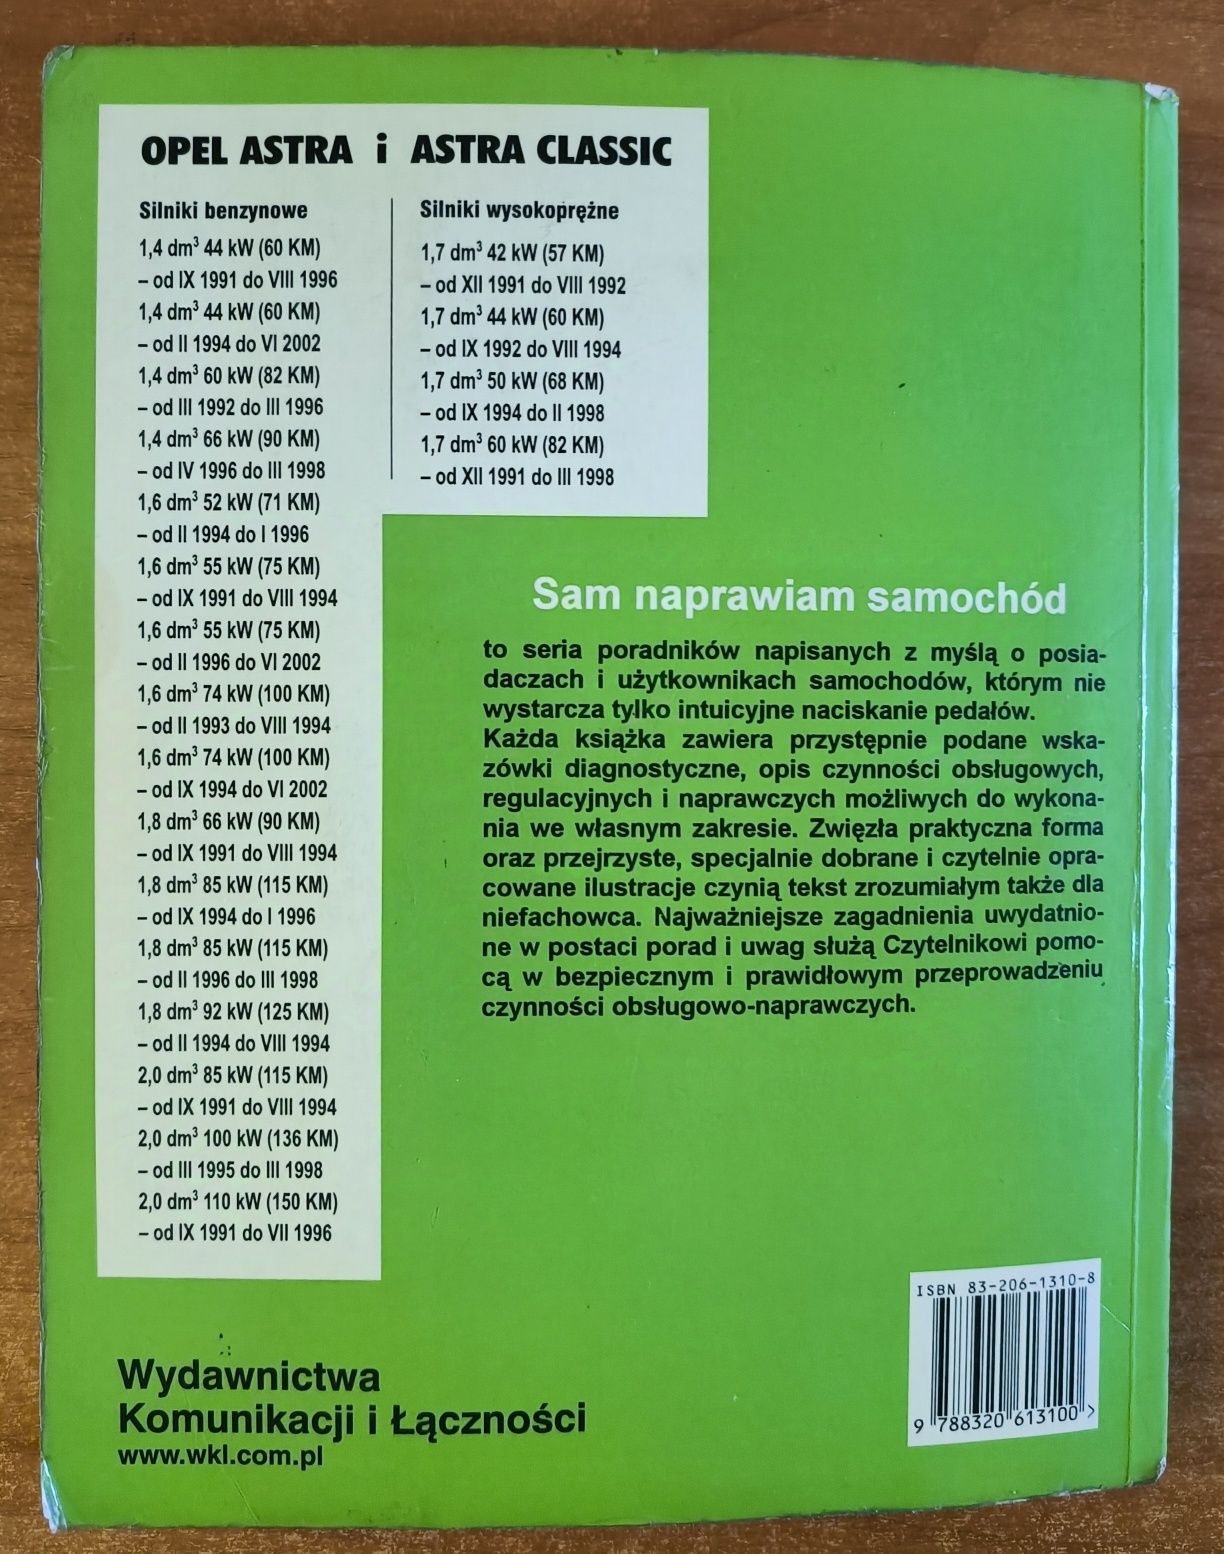 OPEL ASTRA i ASTRA CLASSIC
Silniki benzynowe
1,4 dm³ 44 kW (60 KM)
– od IX 1991 do VIII 1996
1,4 dm³ 44 kW (60 KM)
– od II 1994 do VI 2002
1,4 dm³ 60 kW (82 KM)
– od III 1992 do III 1996
1,4 dm³ 66 kW (90 KM)
– od IV 1996 do III 1998
1,6 dm³ 52 kW (71 KM)
– od II 1994 do I 1996
1,6 dm³ 55 kW (75 KM)
– od IX 1991 do VIII 1994
1,6 dm³ 55 kW (75 KM)
– od II 1996 do VI 2002
1,6 dm³ 74 kW (100 KM)
– od II 1993 do VIII 1994
1,6 dm³ 74 kW (100 KM)
– od IX 1994 do VI 2002
1,8 dm³ 66 kW (90 KM)
– od IX 1991 do VIII 1994
1,8 dm³ 85 kW (115 KM)
– od IX 1994 do I 1996
1,8 dm³ 85 kW (115 KM)
– od II 1996 do III 1998
1,8 dm³ 92 kW (125 KM)
– od II 1994 do VIII 1994
2,0 dm³ 85 kW (115 KM)
– od IX 1991 do VIII 1994
2,0 dm³ 100 kW (136 KM)
– od III 1995 do III 1998
2,0 dm³ 110 kW (150 KM)
– od IX 1991 do VII 1996
Silniki wysokoprężne
1,7 dm³ 42 kW (57 KM)
– od XII 1991 do VIII 1992
1,7 dm³ 44 kW (60 KM)
– od IX 1992 do VIII 1994
1,7 dm³ 50 kW (68 KM)
– od IX 1994 do II 1998
1,7 dm³ 60 kW (82 KM)
– od XII 1991 do III 1998
Sam naprawiam samochód
to seria poradników napisanych z myślą o posia-
daczach i użytkownikach samochodów, którym nie
wystarcza tylko intuicyjne naciskanie pedałów.
Każda książka zawiera przystępnie podane wska-
zówki diagnostyczne, opis czynności obsługowych,
regulacyjnych i naprawczych możliwych do wykona-
nia we własnym zakresie. Zwięzła praktyczna forma
oraz przejrzyste, specjalnie dobrane i czytelnie opra-
cowane ilustracje czynią tekst zrozumiałym także dla
niefachowca. Najważniejsze zagadnienia uwydatnio-
ne w postaci porad i uwag służą Czytelnikowi pomo-
cą w bezpiecznym i prawidłowym przeprowadzeniu
czynności obsługowo-naprawczych.
Wydawnictwa
Komunikacji i Łączności
www.wkl.com.pl
ISBN 83-206-1310-8
9 788320 613100 >